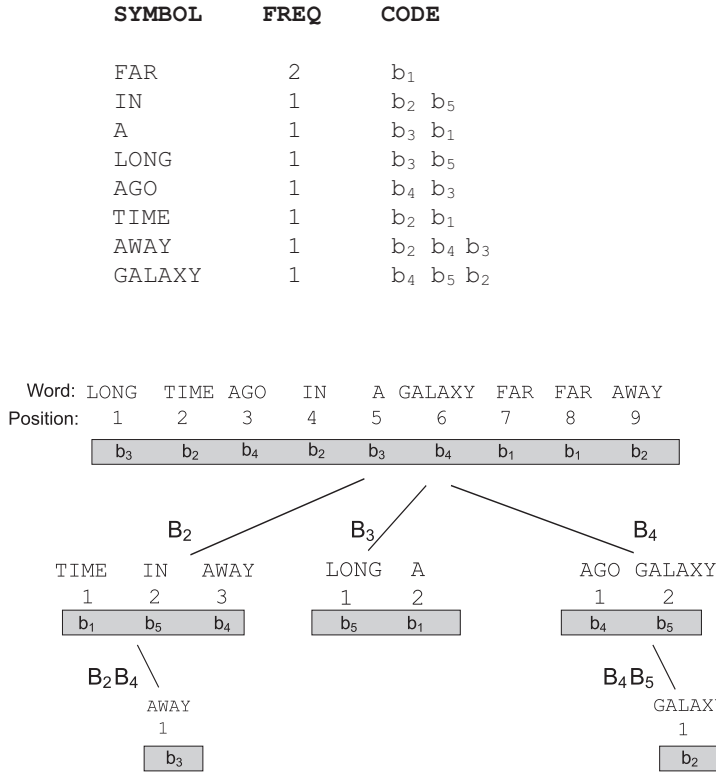 SYMBOL FREQ CODE
FAR 2 b₁
IN 1 b₂ b₅
A 1 b₃ b₁
LONG 1 b₃ b₅
AGO 1 b₄ b₃
TIME 1 b₂ b₁
AWAY 1 b₂ b₄ b₃
GALAXY 1 b₄ b₅ b₂
Word: LONG TIME AGO IN A GALAXY FAR FAR AWAY
Position: 1 2 3 4 5 6 7 8 9
b₃ b₂ b₄ b₂ b₃ b₄ b₁ b₁ b₂
B₂ B₃ B₄
TIME IN AWAY LONG A AGO GALAXY
1 2 3 1 2 1 2
b₁ b₅ b₄ b₅ b₁ b₄ b₅
B₂B₄ B₄B₅
AWAY GALAXY
1 1
b₃ b₂